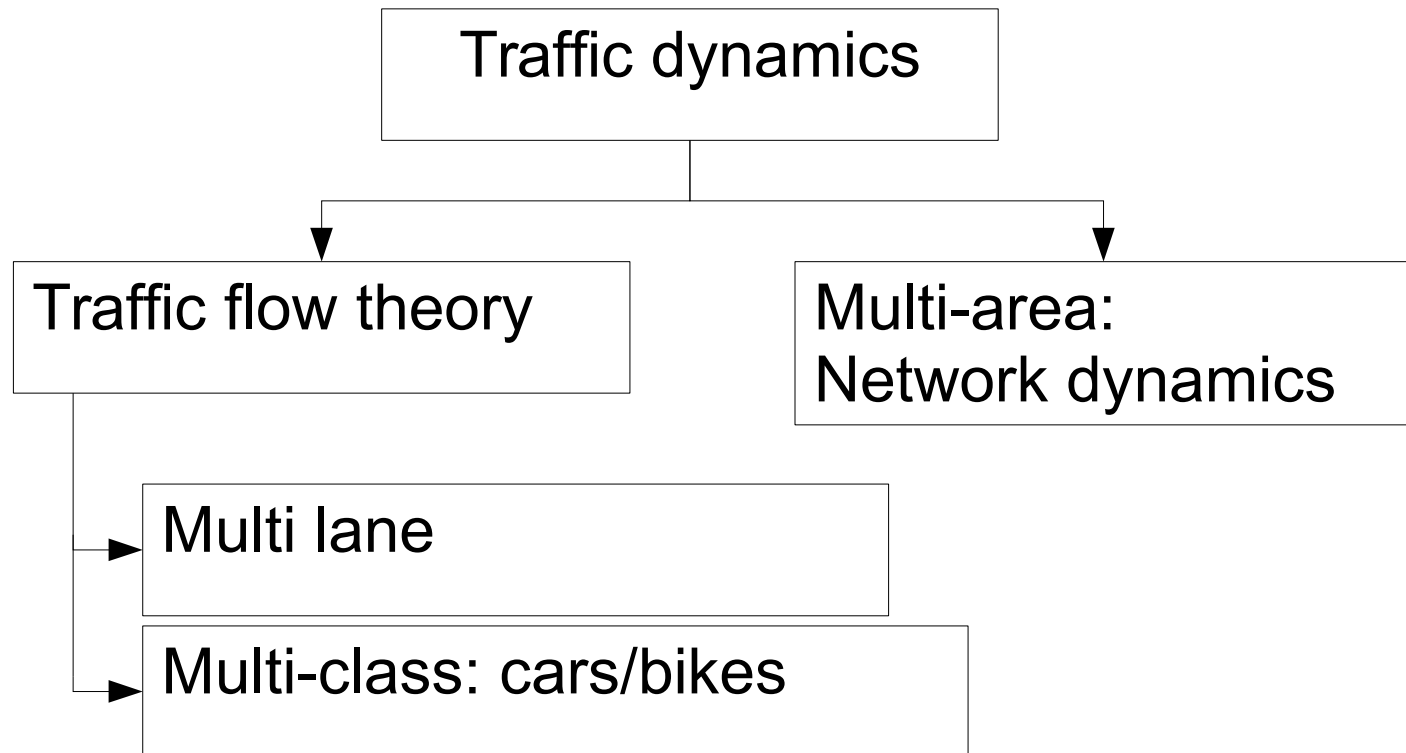 Traffic dynamics
Traffic flow theory
Multi-area:
Network dynamics
Multi lane
Multi-class: cars/bikes